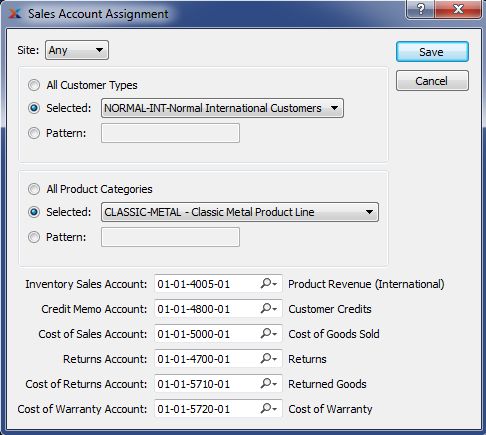 Sales Account Assignment
Site: Any
Save
All Customer Types
Cancel
Selected: NORMAL-INT-Normal International Customers
Pattern:
All Product Categories
Selected: CLASSIC-METAL - Classic Metal Product Line
Pattern:
Inventory Sales Account: 01-01-4005-01 Product Revenue (International)
Credit Memo Account: 01-01-4800-01 Customer Credits
Cost of Sales Account: 01-01-5000-01 Cost of Goods Sold
Returns Account: 01-01-4700-01 Returns
Cost of Returns Account: 01-01-5710-01 Returned Goods
Cost of Warranty Account: 01-01-5720-01 Cost of Warranty